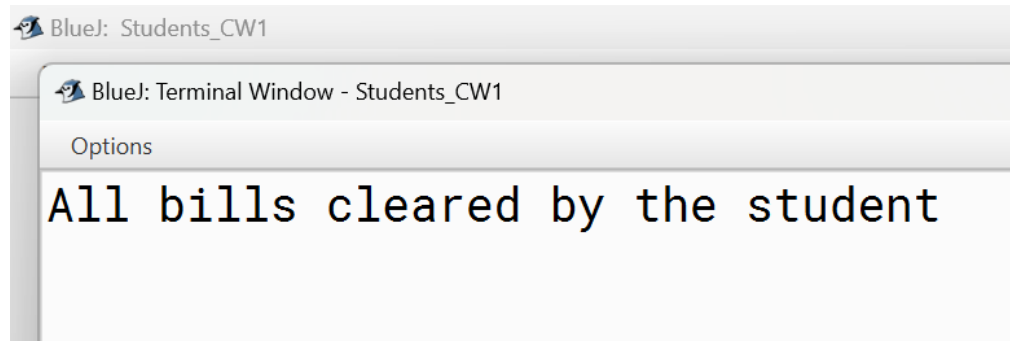 BlueJ: Students_CW1
BlueJ: Terminal Window - Students_CW1
Options
All bills cleared by the student